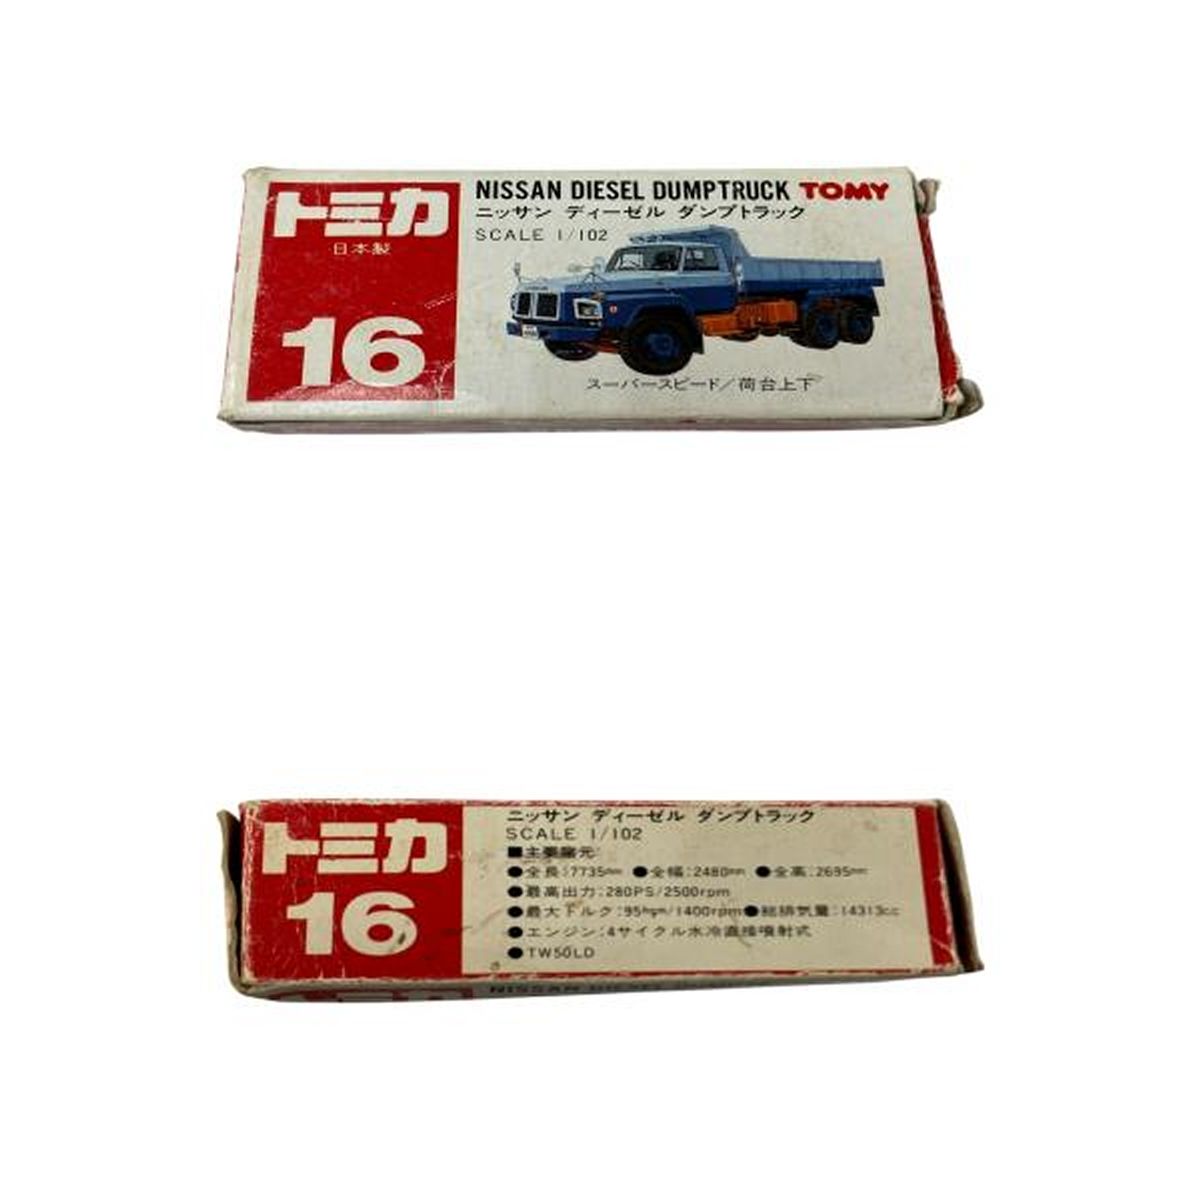 トミカ
日本製
16
NISSAN DIESEL DUMPTRUCK TOMY
ニッサン ディーゼル ダンプトラック
SCALE 1/102
スーパースピード/荷台上下
トミカ
16
ニッサン ディーゼル ダンプトラック
SCALE 1/102
■主要諸元
●全長:7735mm ●全幅:2480mm ●全高:2695mm
●最高出力:280PS/2500rpm
●最大トルク:95kgm/1400rpm●総排気量:14313cc
●エンジン:4サイクル水冷直接噴射式
●TW50LD
トミカ
NISSAN